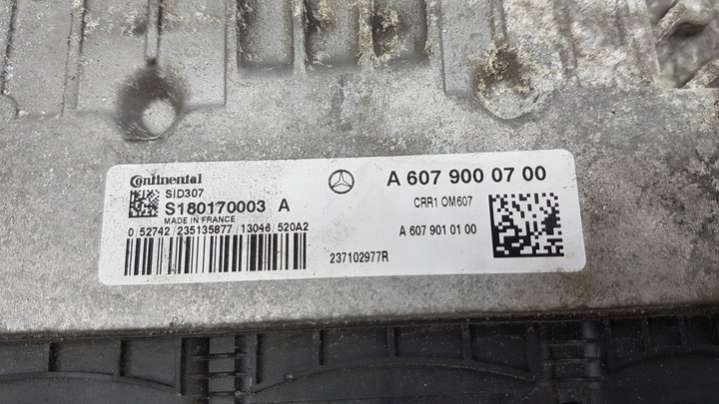 Continental
SID307
S180170003 A
MADE IN FRANCE
0 52742 235135877 13046 520A2
A 607 900 07 00
CRR1 OM607
A 607 901 01 00
237102977R